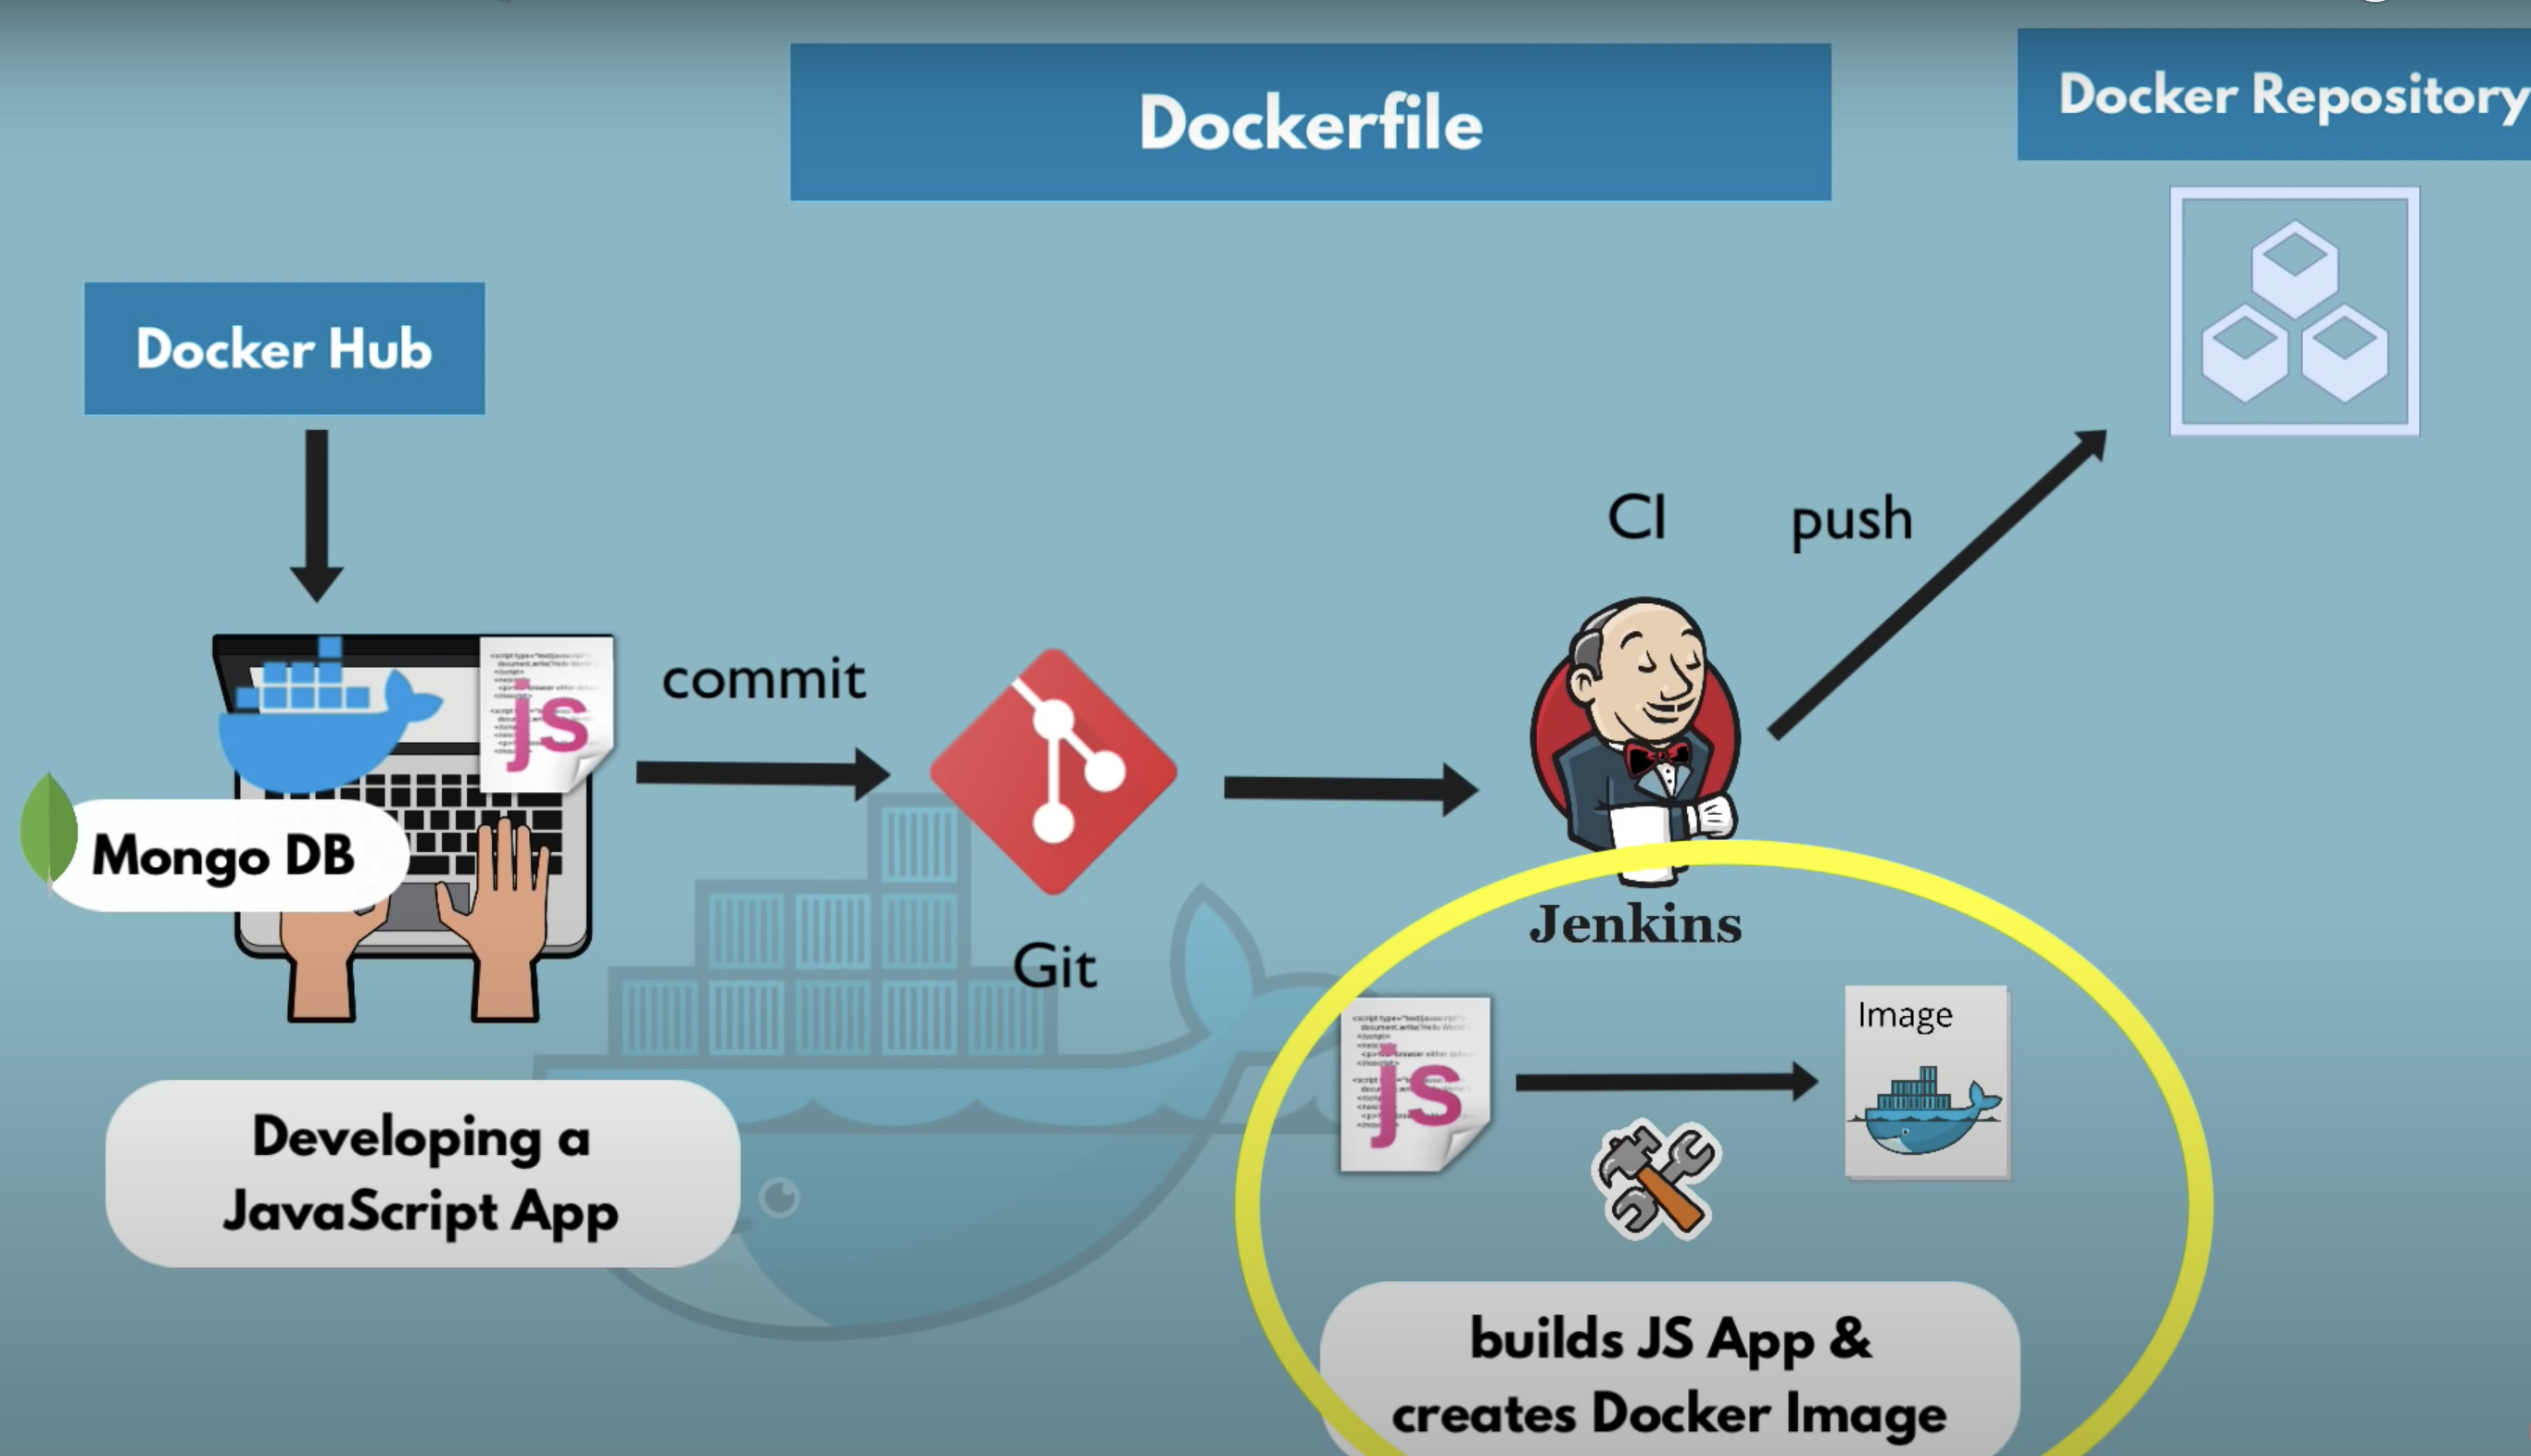 Dockerfile
Docker Repository
Docker Hub
CI
push
commit
js
Mongo DB
Git
Jenkins
js
Image
Developing a
JavaScript App
builds JS App &
creates Docker Image